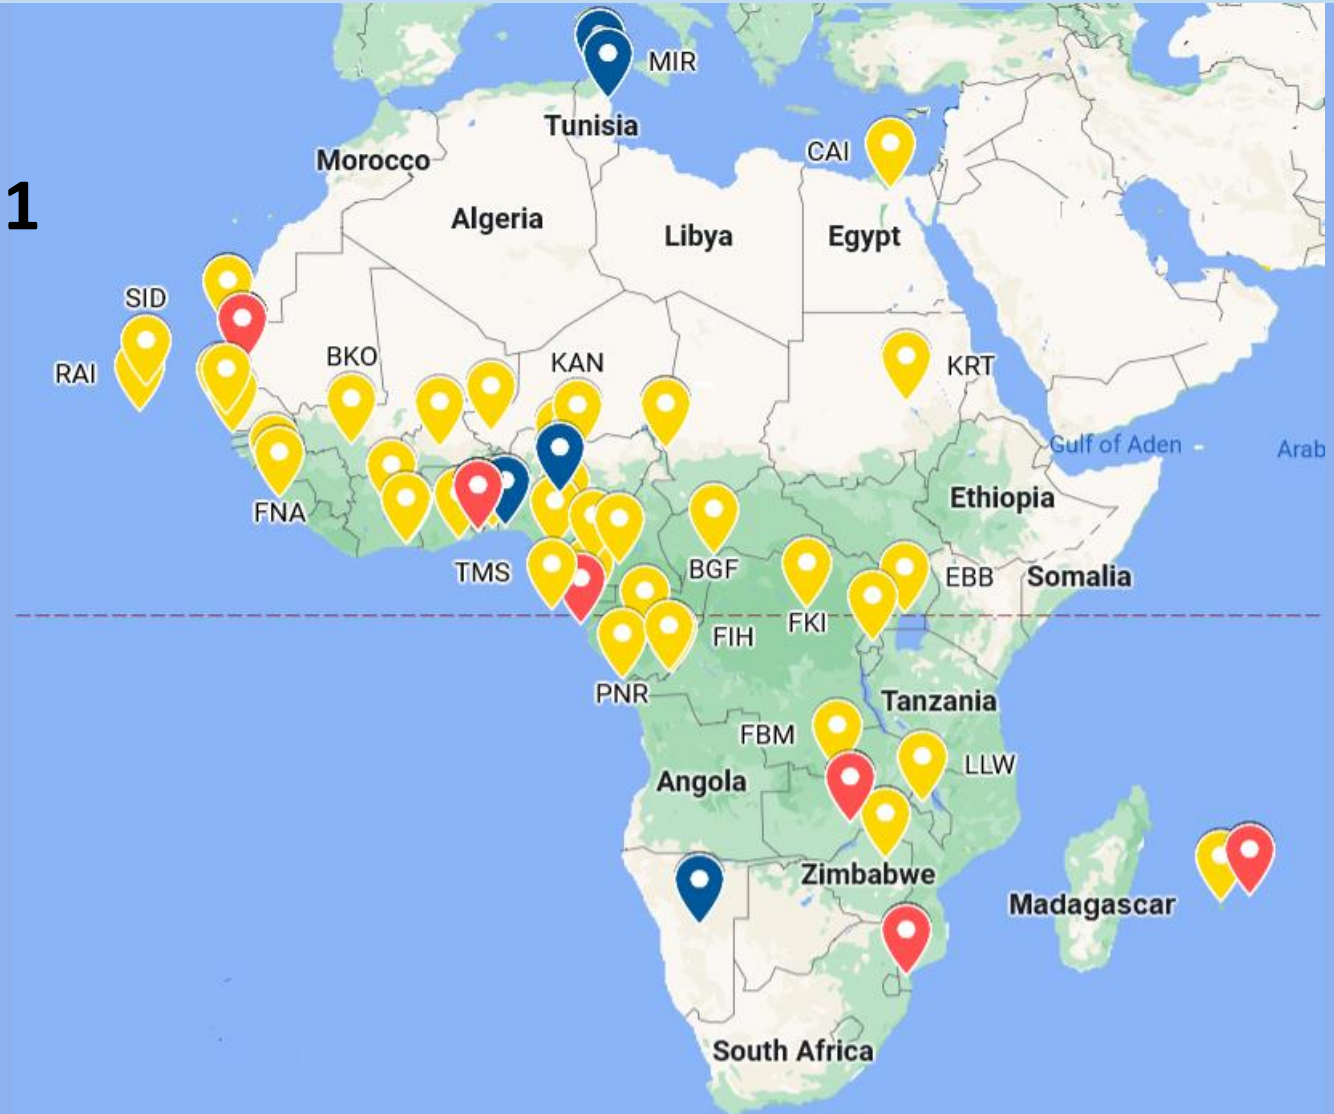 MIR
Tunisia
CAI
Morocco
1
Algeria
Libya
Egypt
SID
BKO
KAN
KRT
RAI
Gulf of Aden
Arab
Ethiopia
FNA
TMS
BGF
EBB
Somalia
FKI
FIH
PNR
Tanzania
FBM
LLW
Angola
Zimbabwe
Madagascar
South Africa